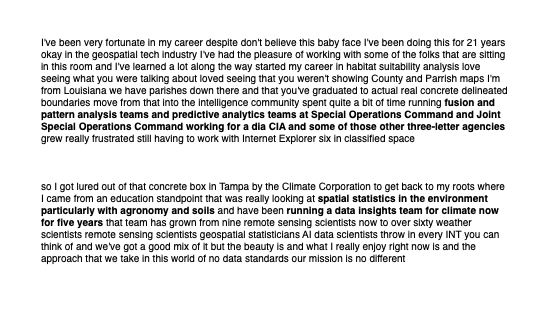 I've been very fortunate in my career despite don't believe this baby face I've been doing this for 21 years
okay in the geospatial tech industry I've had the pleasure of working with some of the folks that are sitting
in this room and I've learned a lot along the way started my career in habitat suitability analysis love
seeing what you were talking about loved seeing that you weren't showing County and Parrish maps I'm
from Louisiana we have parishes down there and that you've graduated to actual real concrete delineated
boundaries move from that into the intelligence community spent quite a bit of time running fusion and
pattern analysis teams and predictive analytics teams at Special Operations Command and Joint
Special Operations Command working for a dia CIA and some of those other three-letter agencies
grew really frustrated still having to work with Internet Explorer six in classified space
so I got lured out of that concrete box in Tampa by the Climate Corporation to get back to my roots where
I came from an education standpoint that was really looking at spatial statistics in the environment
particularly with agronomy and soils and have been running a data insights team for climate now
for five years that team has grown from nine remote sensing scientists now to over sixty weather
scientists remote sensing scientists geospatial statisticians AI data scientists throw in every INT you can
think of and we've got a good mix of it but the beauty is and what I really enjoy right now is and the
approach that we take in this world of no data standards our mission is no different